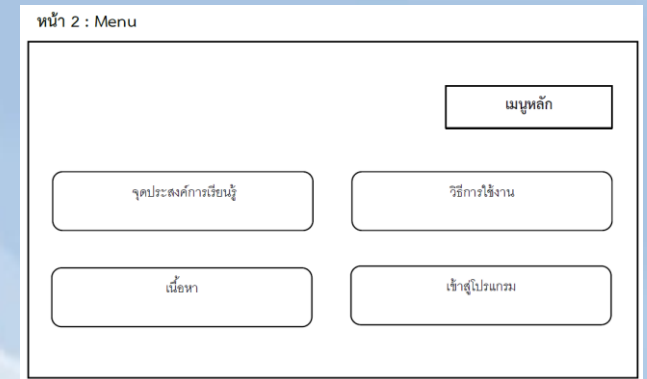 หน้า 2 : Menu
เมนูหลัก
จุดประสงค์การเรียนรู้
วิธีการใช้งาน
เนื้อหา
เข้าสู่โปรแกรม